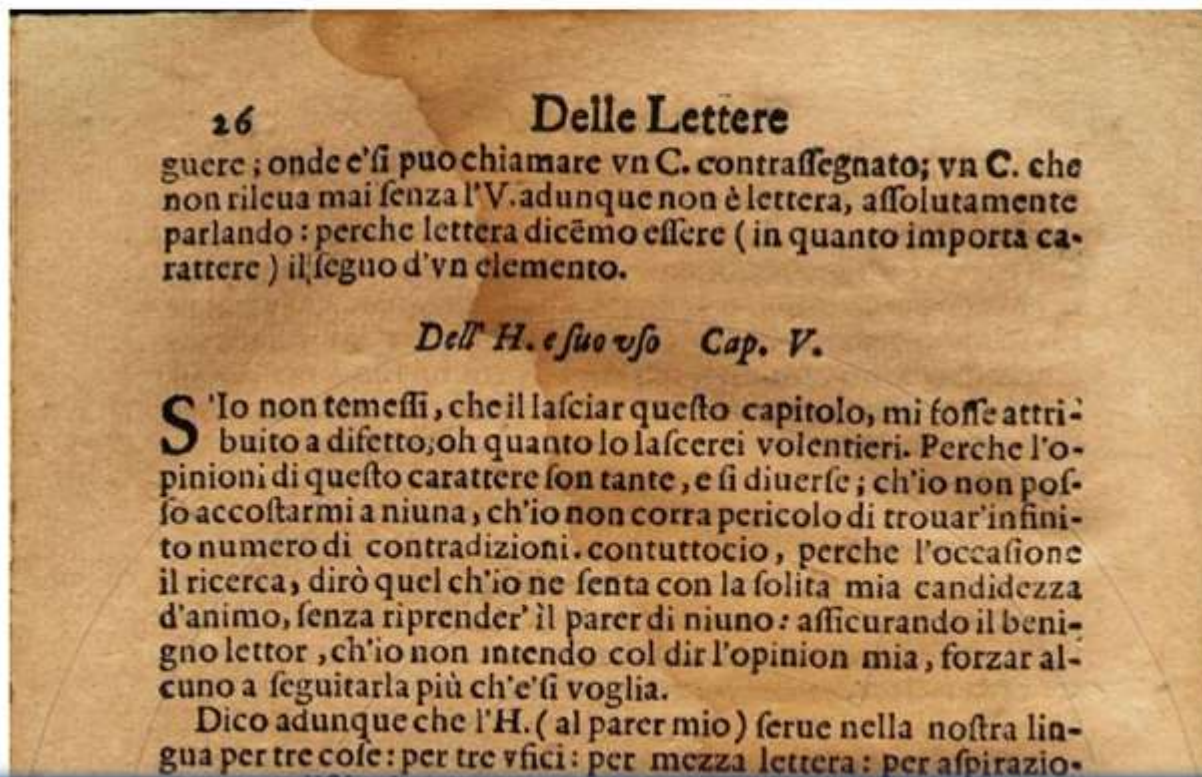 26 Delle Lettere
guere ; onde e'ſi puo chiamare vn C. contraſſegnato; vn C. che
non rileua mai ſenza l'V. adunque non è lettera, aſſolutamente
parlando : perche lettera dicēmo eſſere ( in quanto importa ca-
rattere ) il ſegno d'vn elemento.
Dell' H. e ſuo vſo Cap. V.
S'Io non temeſſi, che il laſciar queſto capitolo, mi foſſe attri-
buito a difetto, oh quanto lo laſcerei volentieri. Perche l'o-
pinioni di queſto carattere ſon tante, e ſi diuerſe ; ch'io non poſ-
ſo accoſtarmi a niuna, ch'io non corra pericolo di trouar'infini-
to numero di contradizioni. contuttocio, perche l'occaſione
il ricerca, dirò quel ch'io ne ſenta con la ſolita mia candidezza
d'animo, ſenza riprender' il parer di niuno: aſſicurando il beni-
gno lettor, ch'io non intendo col dir l'opinion mia, forzar al-
cuno a ſeguitarla più ch'e'ſi voglia.
Dico adunque che l'H. ( al parer mio ) ſerue nella noſtra lin-
gua per tre coſe : per tre vfici : per mezza lettera : per aſpirazio-